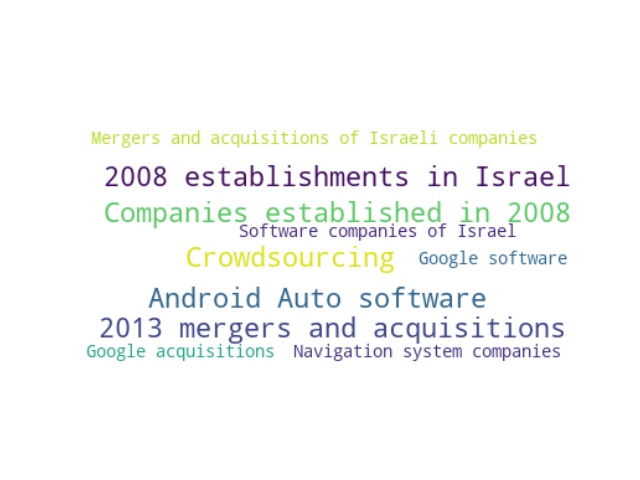 Mergers and acquisitions of Israeli companies
2008 establishments in Israel
Companies established in 2008
Software companies of Israel
Crowdsourcing Google software
Android Auto software
2013 mergers and acquisitions
Google acquisitions Navigation system companies